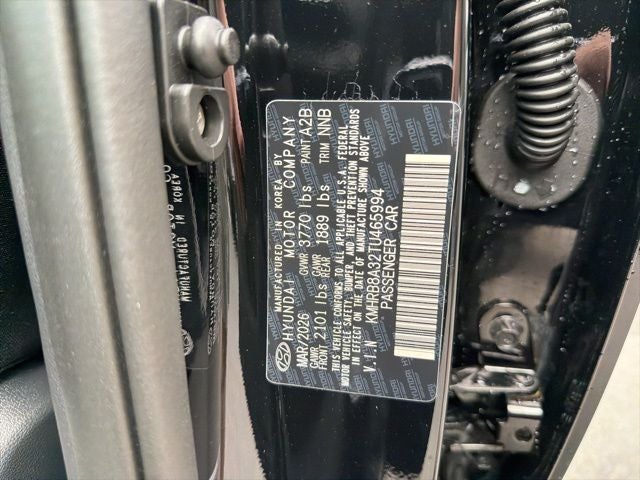 MANUFACTURED IN KOREA BY
HYUNDAI MOTOR COMPANY
MAR/2026 GVWR 3770 lbs PAINT A2B
GAWR FRONT 2101 lbs GAWR REAR 1889 lbs TRIM NNB
THIS VEHICLE CONFORMS TO ALL APPLICABLE U.S.A. FEDERAL
MOTOR VEHICLE SAFETY, BUMPER, AND THEFT PREVENTION STANDARDS
IN EFFECT ON THE DATE OF MANUFACTURE SHOWN ABOVE
V.I.N KMHRB8A32TU465994
PASSENGER CAR